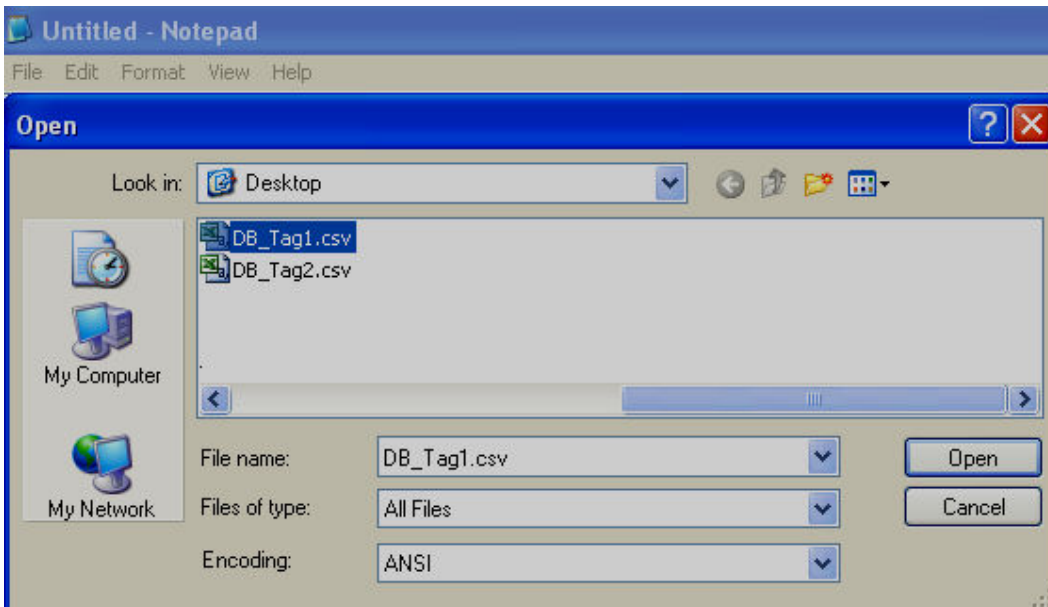 Untitled - Notepad
File Edit Format View Help
Open
Look in: Desktop
DB_Tag1.csv
DB_Tag2.csv
My Computer
My Network
File name: DB_Tag1.csv
Open
Files of type: All Files
Cancel
Encoding: ANSI